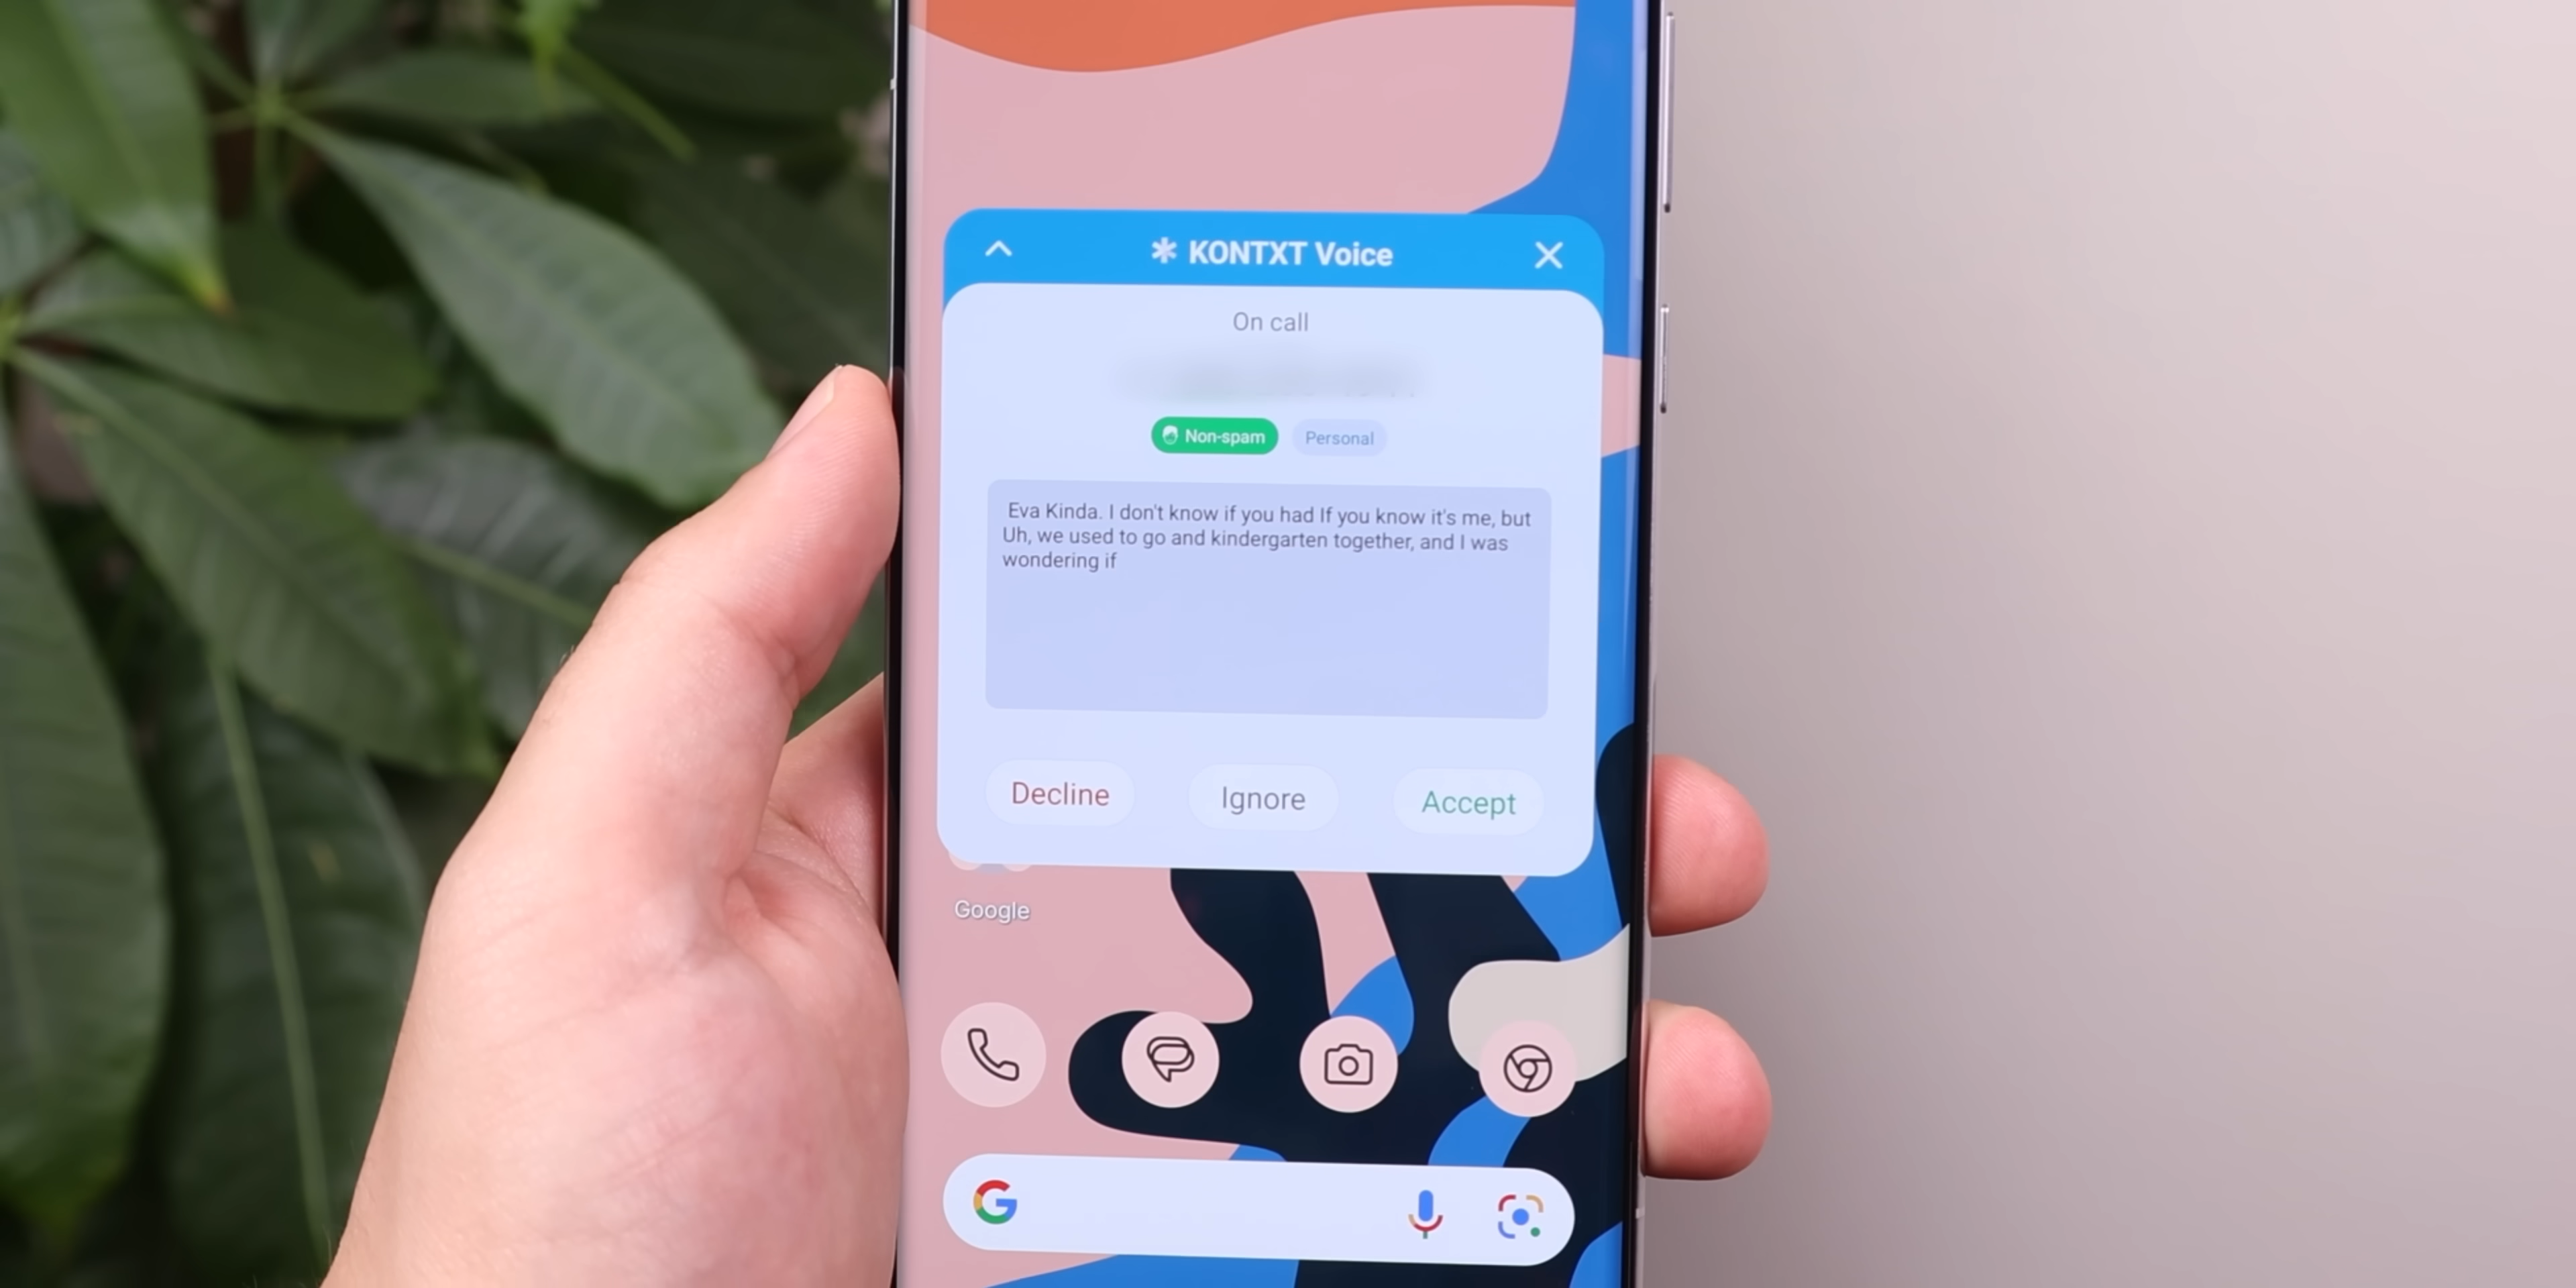 * KONTXT Voice
On call
Non-spam Personal
Eva Kinda. I don't know if you had If you know it's me, but
Uh, we used to go and kindergarten together, and I was
wondering if
Decline Ignore Accept
Google
G